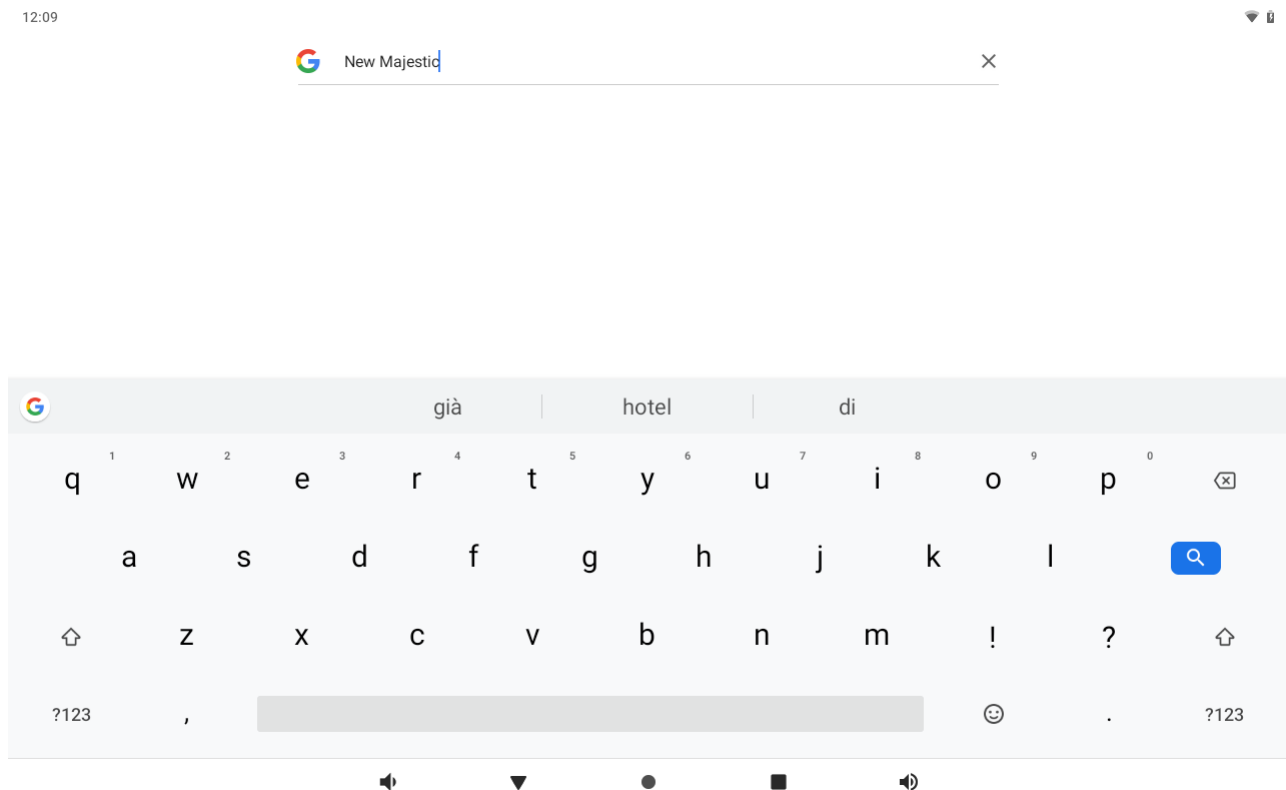 12:09
New Majestic
già hotel di
1 2 3 4 5 6 7 8 9 0
q w e r t y u i o p
a s d f g h j k l
z x c v b n m ! ?
?123 , . ?123